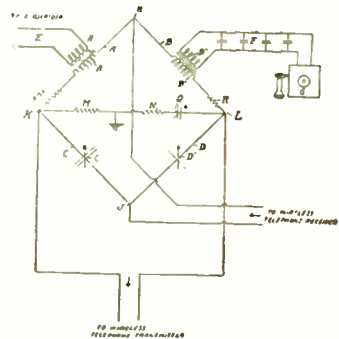 H
E
A
A
A
B
B'
P'
F
R
K
M
N
O
L
C
C'
D
D'
J
TO WIRELESS
TELEPHONE RECEIVER
TO WIRELESS
TELEPHONE TRANSMITTER